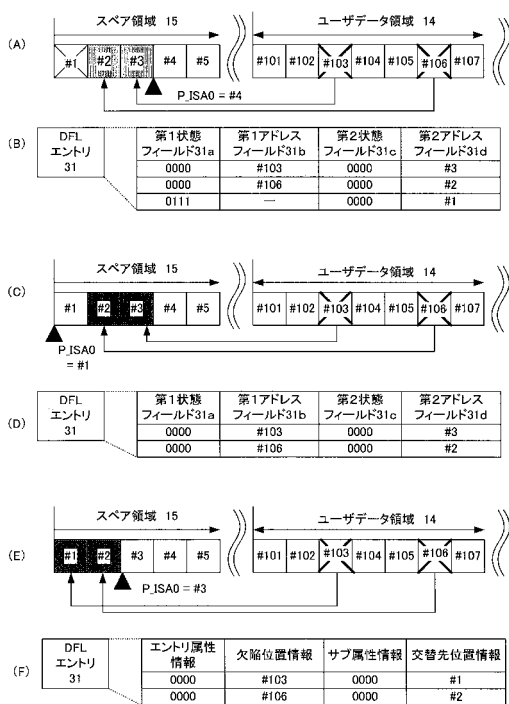 (A)
スペア領域 15
ユーザデータ領域 14
#1 #2 #3 #4 #5
#101 #102 #103 #104 #105 #106 #107
P_ISA0 = #4
(B)
DFL エントリ 31
第1状態フィールド31a 第1アドレスフィールド31b 第2状態フィールド31c 第2アドレスフィールド31d
0000 #103 0000 #3
0000 #106 0000 #2
0111 — 0000 #1
(C)
スペア領域 15
ユーザデータ領域 14
#1 #2 #3 #4 #5
#101 #102 #103 #104 #105 #106 #107
P_ISA0
= #1
(D)
DFL エントリ 31
第1状態フィールド31a 第1アドレスフィールド31b 第2状態フィールド31c 第2アドレスフィールド31d
0000 #103 0000 #3
0000 #106 0000 #2
(E)
スペア領域 15
ユーザデータ領域 14
#1 #2 #3 #4 #5
#101 #102 #103 #104 #105 #106 #107
P_ISA0 = #3
(F)
DFL エントリ 31
エントリ属性情報 欠陥位置情報 サブ属性情報 交替先位置情報
0000 #103 0000 #1
0000 #106 0000 #2